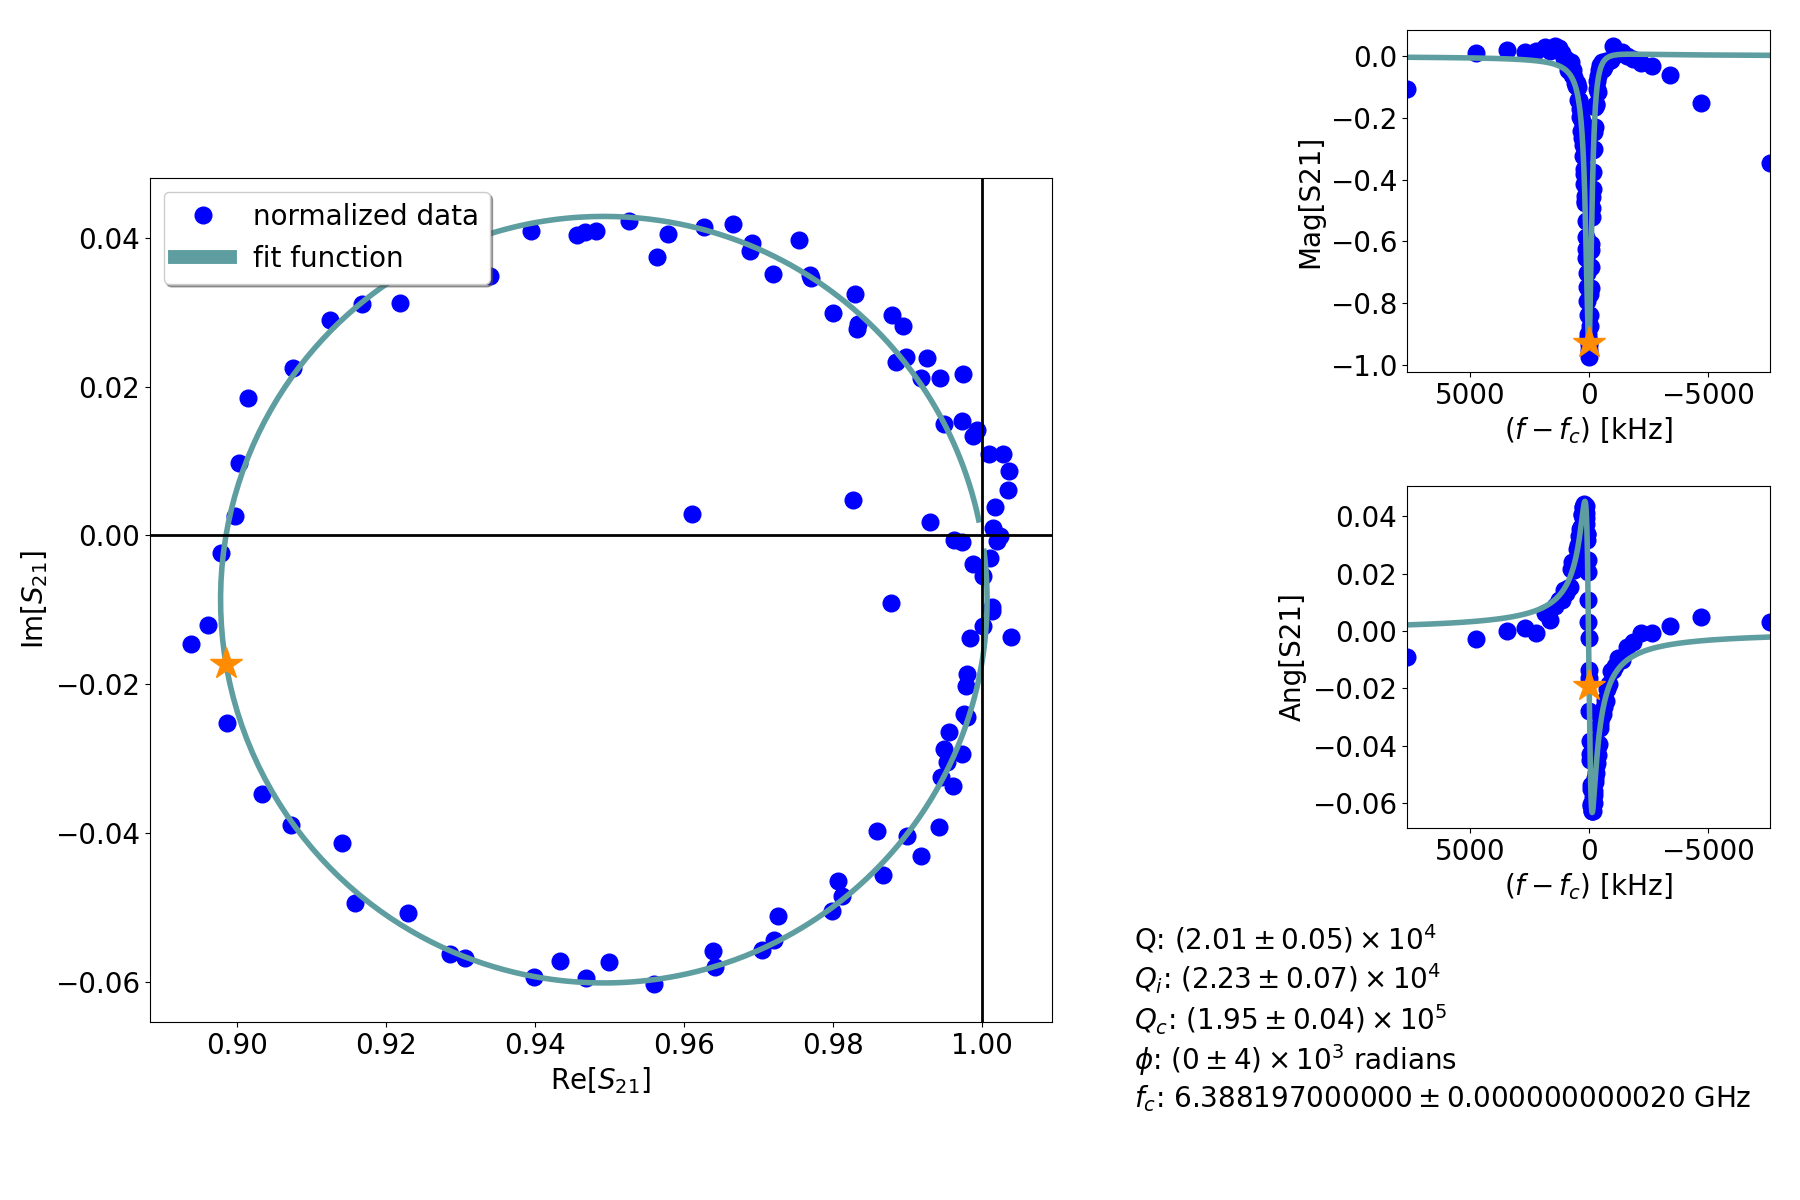 normalized data
fit function
0.04
0.02
0.00
−0.02
−0.04
−0.06
Im[S21]
0.90 0.92 0.94 0.96 0.98 1.00
Re[S21]
0.0
−0.2
−0.4
−0.6
−0.8
−1.0
Mag[S21]
5000 0 −5000
(f − fc) [kHz]
0.04
0.02
0.00
−0.02
−0.04
−0.06
Ang[S21]
5000 0 −5000
(f − fc) [kHz]
Q: (2.01 ± 0.05) × 10^4
Qi: (2.23 ± 0.07) × 10^4
Qc: (1.95 ± 0.04) × 10^5
ϕ: (0 ± 4) × 10^3 radians
fc: 6.388197000000 ± 0.000000000020 GHz